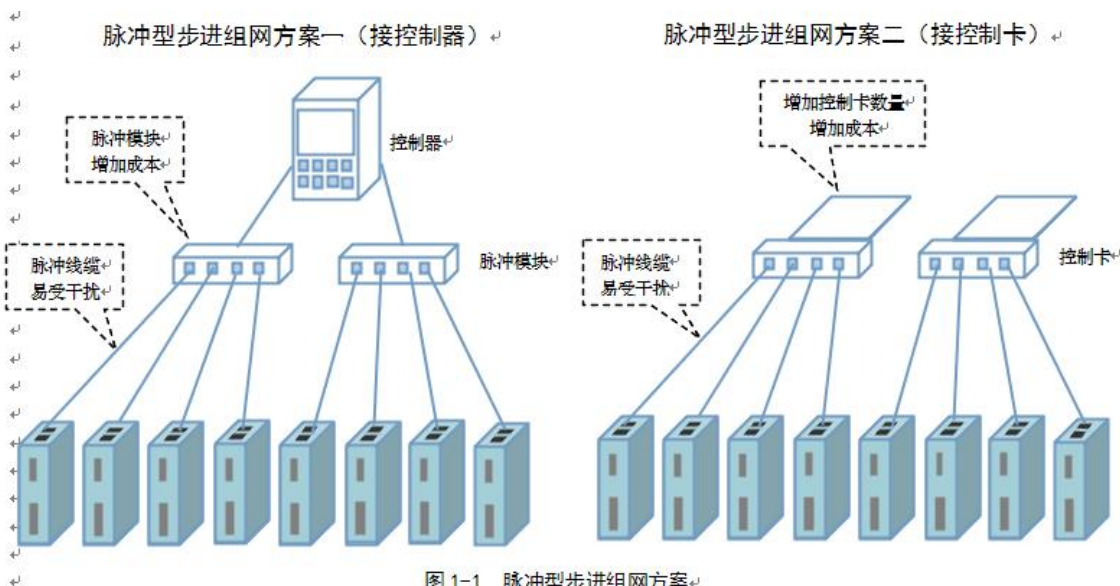 脉冲型步进组网方案一（接控制器）
脉冲型步进组网方案二（接控制卡）
增加控制卡数量
增加成本
脉冲模块
增加成本
控制器
脉冲线缆
易受干扰
脉冲模块
脉冲线缆
易受干扰
控制卡
图 1-1 脉冲型步进组网方案